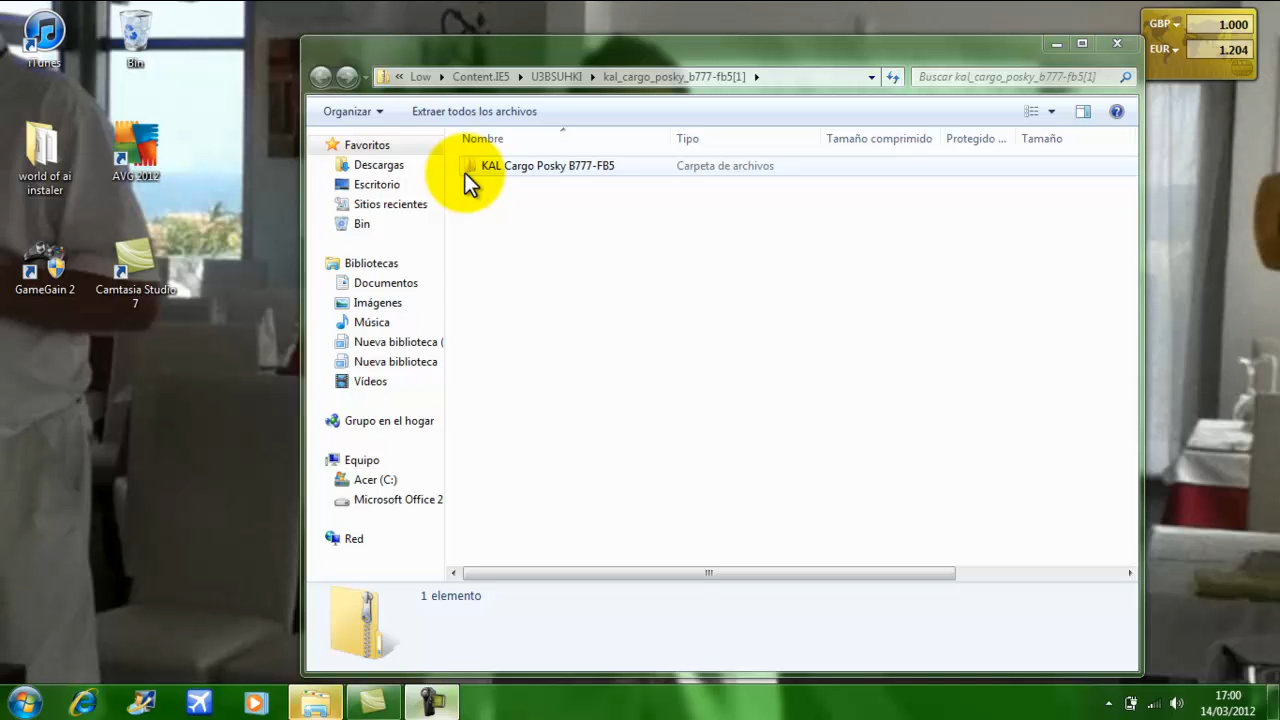 iTunes
Bin
world of ai
instaler
AVG 2012
GameGain 2
Camtasia Studio
7
GBP 1.000
EUR 1.204
Low
Content.IE5
U3BSUHKI
kal_cargo_posky_b777-fb5[1]
Buscar kal_cargo_posky_b777-fb5[1]
Organizar
Extraer todos los archivos
Nombre
Tipo
Tamaño comprimido
Protegido ...
Tamaño
KAL Cargo Posky B777-FB5
Carpeta de archivos
Favoritos
Descargas
Escritorio
Sitios recientes
Bin
Bibliotecas
Documentos
Imágenes
Música
Nueva biblioteca (
Nueva biblioteca
Vídeos
Grupo en el hogar
Equipo
Acer (C:)
Microsoft Office 2
Red
1 elemento
17:00
14/03/2012